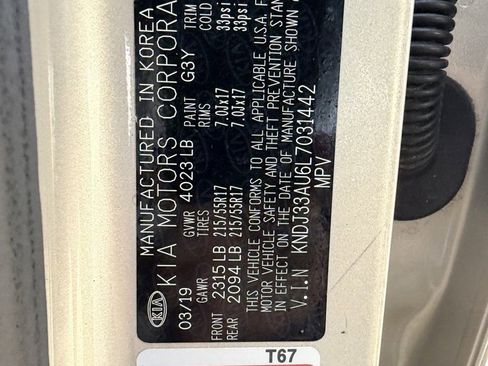 MANUFACTURED IN KOREA
KIA KIA MOTORS CORPORA
03/19 GVWR 4023 LB PAINT G3Y TRIM
GAWR TIRES RIMS COLD
FRONT 2315 LB 215/55R17 7.0Jx17 33psi
REAR 2094 LB 215/55R17 7.0Jx17 33psi
THIS VEHICLE CONFORMS TO ALL APPLICABLE U.S.A. F
MOTOR VEHICLE SAFETY AND THEFT PREVENTION STAN
IN EFFECT ON THE DATE OF MANUFACTURE SHOWN
V.I.N KNDJ33AU6L7031442
MPV
T67